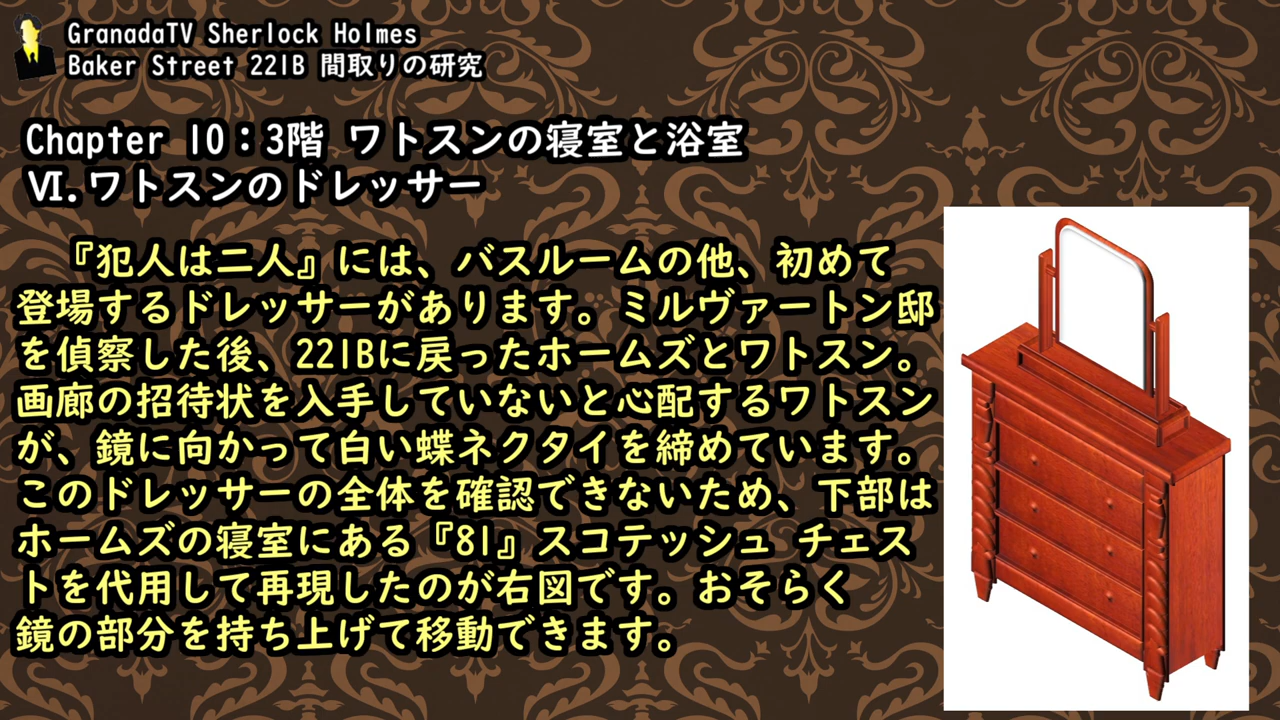 GranadaTV Sherlock Holmes
Baker Street 221B 間取りの研究
Chapter 10：3階 ワトスンの寝室と浴室
Ⅵ.ワトスンのドレッサー
『犯人は二人』には、バスルームの他、初めて
登場するドレッサーがあります。ミルヴァートン邸
を偵察した後、221Bに戻ったホームズとワトスン。
画廊の招待状を入手していないと心配するワトスン
が、鏡に向かって白い蝶ネクタイを締めています。
このドレッサーの全体を確認できないため、下部は
ホームズの寝室にある『81』スコテッシュ チェス
トを代用して再現したのが右図です。おそらく
鏡の部分を持ち上げて移動できます。